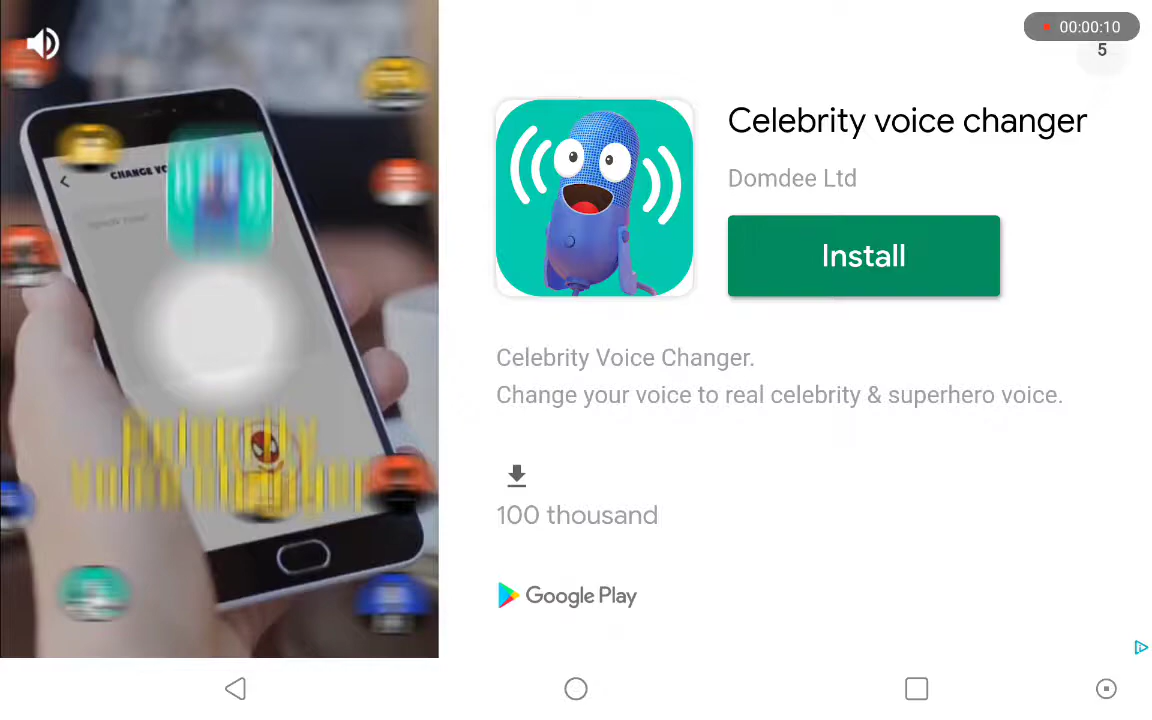 00:00:10
5
Celebrity voice changer
Domdee Ltd
Install
CHANGE
Celebrity Voice Changer.
Change your voice to real celebrity & superhero voice.
100 thousand
Google Play